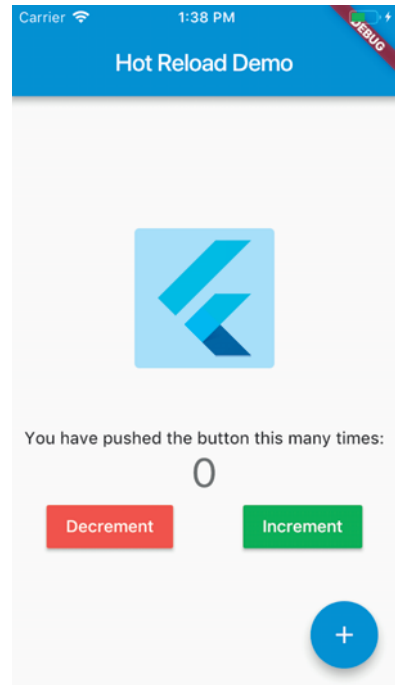 Carrier 1:38 PM
DEBUG
Hot Reload Demo
You have pushed the button this many times:
0
Decrement Increment
+